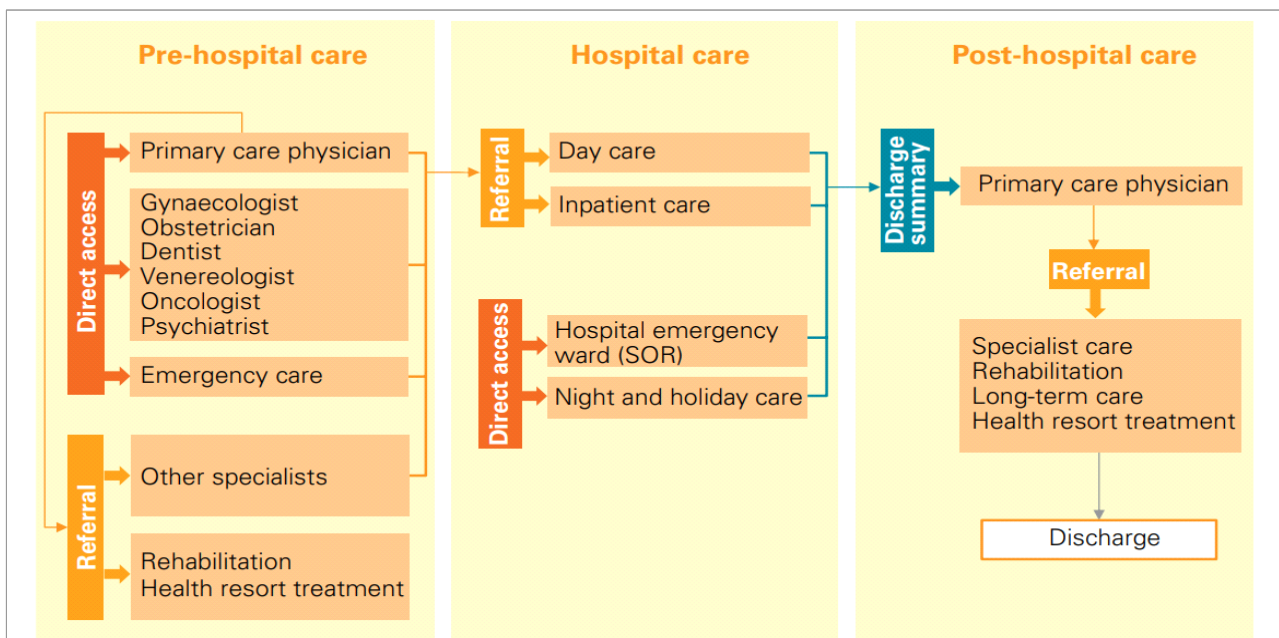 Pre-hospital care
Direct access
Primary care physician
Gynaecologist
Obstetrician
Dentist
Venereologist
Oncologist
Psychiatrist
Emergency care
Referral
Other specialists
Rehabilitation
Health resort treatment
Hospital care
Referral
Day care
Inpatient care
Direct access
Hospital emergency
ward (SOR)
Night and holiday care
Post-hospital care
Discharge
summary
Primary care physician
Referral
Specialist care
Rehabilitation
Long-term care
Health resort treatment
Discharge